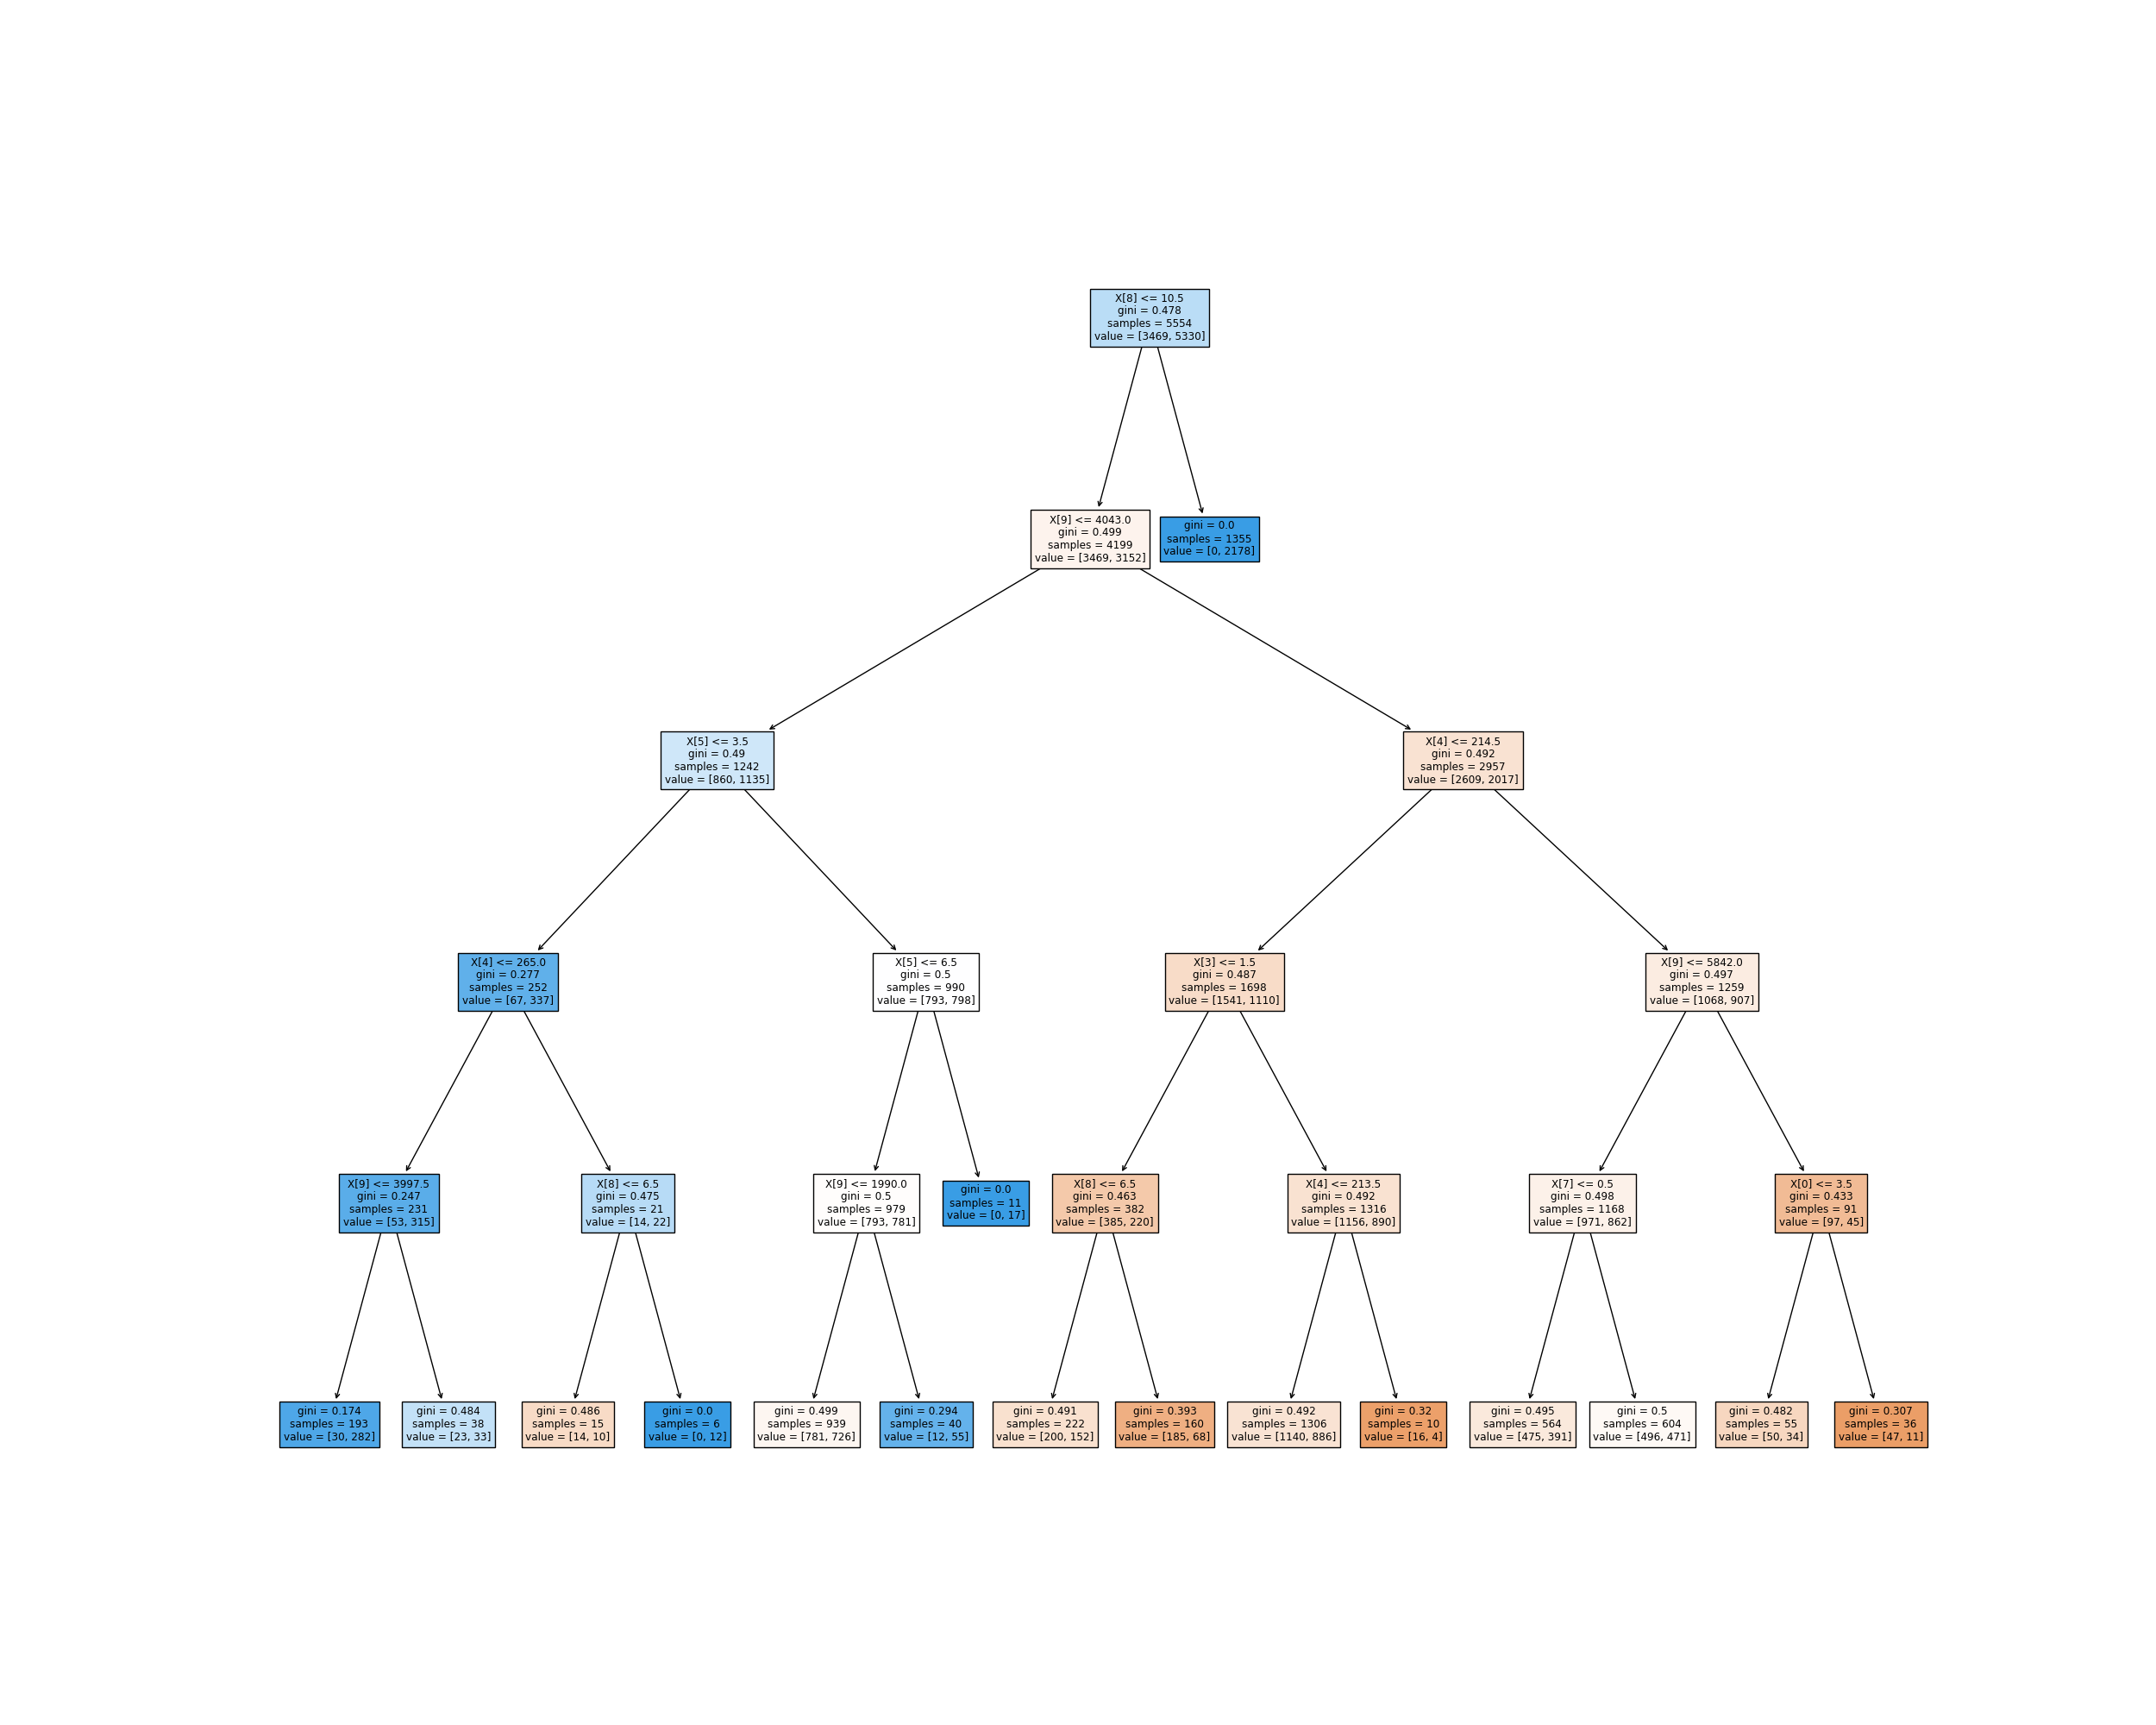 X[8] <= 10.5
gini = 0.478
samples = 5554
value = [3469, 5330]
X[9] <= 4043.0
gini = 0.499
samples = 4199
value = [3469, 3152]
gini = 0.0
samples = 1355
value = [0, 2178]
X[5] <= 3.5
gini = 0.49
samples = 1242
value = [860, 1135]
X[4] <= 214.5
gini = 0.492
samples = 2957
value = [2609, 2017]
X[4] <= 265.0
gini = 0.277
samples = 252
value = [67, 337]
X[5] <= 6.5
gini = 0.5
samples = 990
value = [793, 798]
X[3] <= 1.5
gini = 0.487
samples = 1698
value = [1541, 1110]
X[9] <= 5842.0
gini = 0.497
samples = 1259
value = [1068, 907]
X[9] <= 3997.5
gini = 0.247
samples = 231
value = [53, 315]
X[8] <= 6.5
gini = 0.475
samples = 21
value = [14, 22]
X[9] <= 1990.0
gini = 0.5
samples = 979
value = [793, 781]
gini = 0.0
samples = 11
value = [0, 17]
X[8] <= 6.5
gini = 0.463
samples = 382
value = [385, 220]
X[4] <= 213.5
gini = 0.492
samples = 1316
value = [1156, 890]
X[7] <= 0.5
gini = 0.498
samples = 1168
value = [971, 862]
X[0] <= 3.5
gini = 0.433
samples = 91
value = [97, 45]
gini = 0.174
samples = 193
value = [30, 282]
gini = 0.484
samples = 38
value = [23, 33]
gini = 0.486
samples = 15
value = [14, 10]
gini = 0.0
samples = 6
value = [0, 12]
gini = 0.499
samples = 939
value = [781, 726]
gini = 0.294
samples = 40
value = [12, 55]
gini = 0.491
samples = 222
value = [200, 152]
gini = 0.393
samples = 160
value = [185, 68]
gini = 0.492
samples = 1306
value = [1140, 886]
gini = 0.32
samples = 10
value = [16, 4]
gini = 0.495
samples = 564
value = [475, 391]
gini = 0.5
samples = 604
value = [496, 471]
gini = 0.482
samples = 55
value = [50, 34]
gini = 0.307
samples = 36
value = [47, 11]